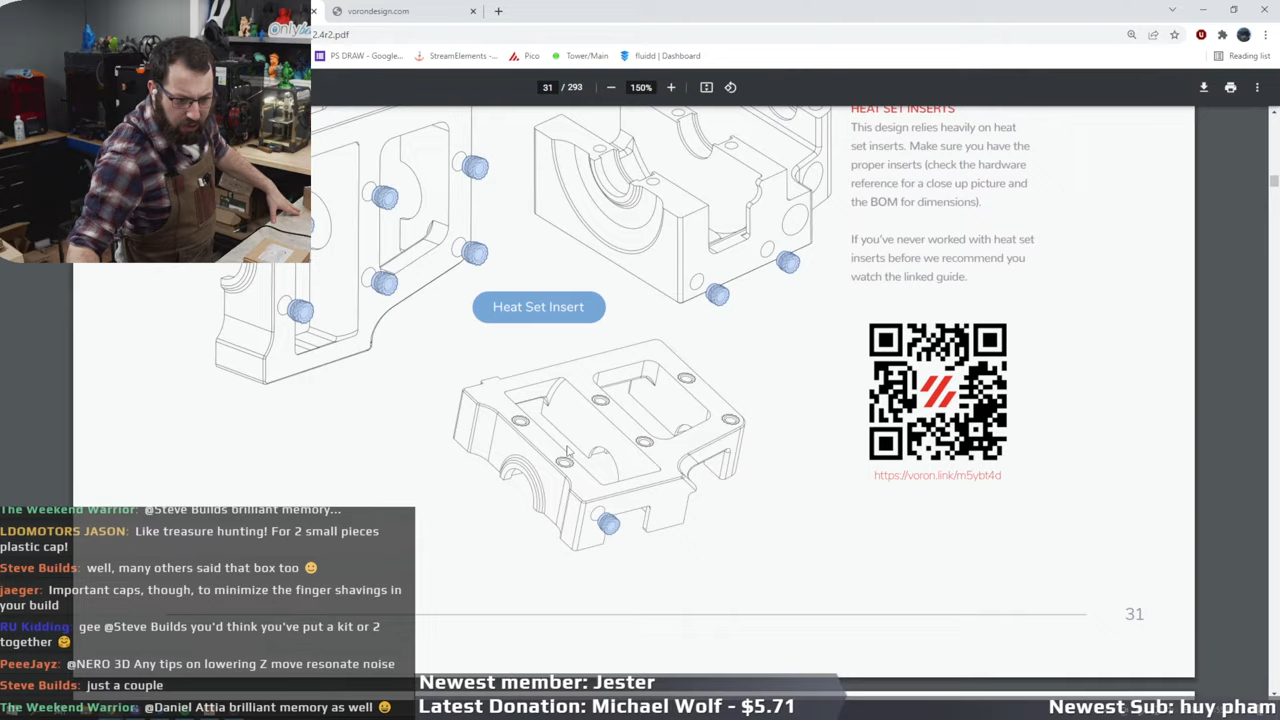 vorondesign.com
2.4r2.pdf
PS DRAW - Google...
StreamElements -...
Pico
Tower/Main
fluidd | Dashboard
Reading list
31 / 293
150%
HEAT SET INSERTS
This design relies heavily on heat
set inserts. Make sure you have the
proper inserts (check the hardware
reference for a close up picture and
the BOM for dimensions).
If you've never worked with heat set
inserts before we recommend you
watch the linked guide.
Heat Set Insert
https://voron.link/m5ybt4d
31
The Weekend Warrior: @Steve Builds brilliant memory...
LDOMOTORS JASON: Like treasure hunting! For 2 small pieces
plastic cap!
Steve Builds: well, many others said that box too
jaeger: Important caps, though, to minimize the finger shavings in
your build
RU Kidding: gee @Steve Builds you'd think you've put a kit or 2
together
PeeeJayz: @NERO 3D Any tips on lowering Z move resonate noise
Steve Builds: just a couple
The Weekend Warrior: @Daniel Attia brilliant memory as well
Newest member: Jester
Latest Donation: Michael Wolf - $5.71
Newest Sub: huy pham